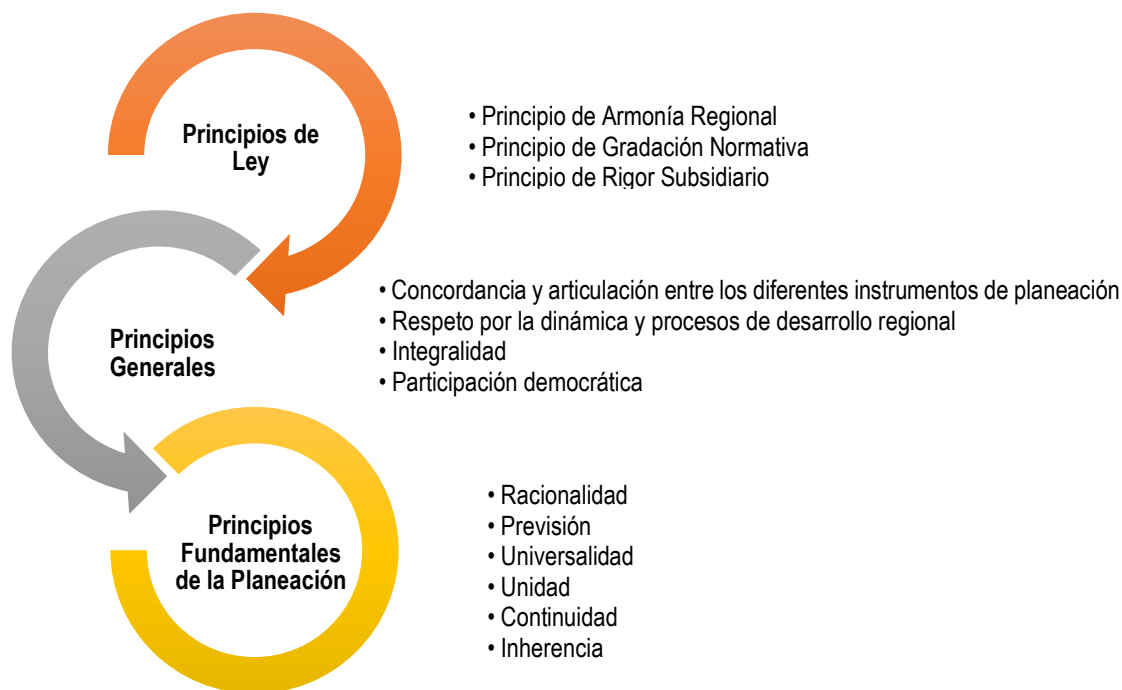 Principios de
Ley
• Principio de Armonía Regional
• Principio de Gradación Normativa
• Principio de Rigor Subsidiario
Principios
Generales
• Concordancia y articulación entre los diferentes instrumentos de planeación
• Respeto por la dinámica y procesos de desarrollo regional
• Integralidad
• Participación democrática
Principios
Fundamentales
de la Planeación
• Racionalidad
• Previsión
• Universalidad
• Unidad
• Continuidad
• Inherencia